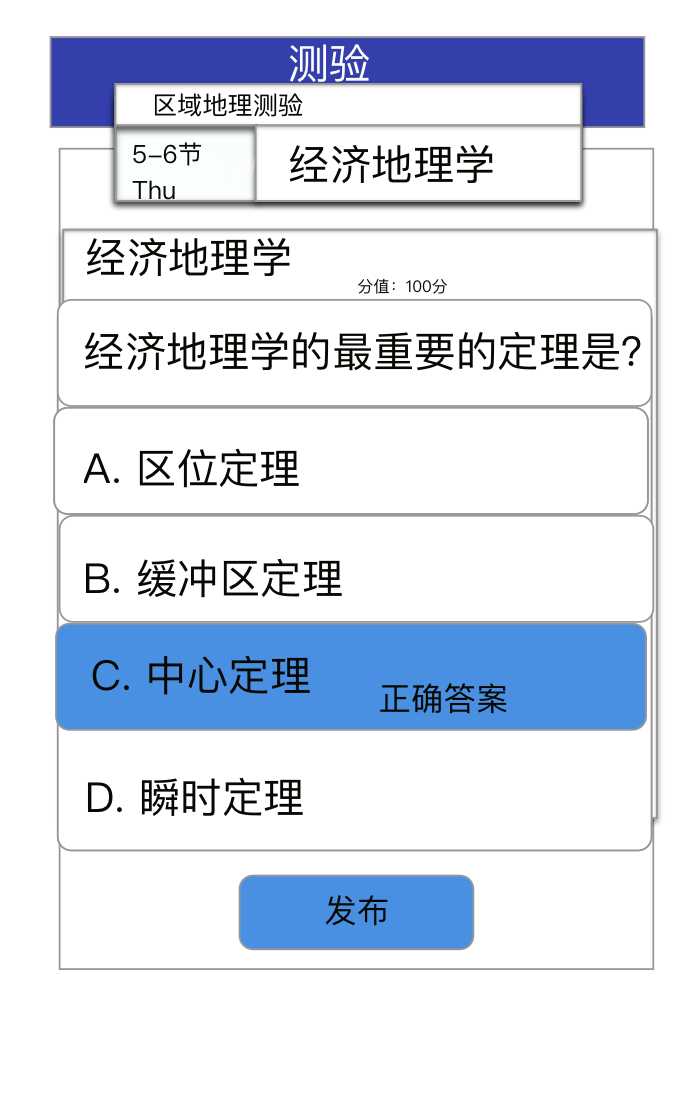 测验
区域地理测验
5-6节
Thu
经济地理学
经济地理学
分值：100分
经济地理学的最重要的定理是?
A. 区位定理
B. 缓冲区定理
C. 中心定理
正确答案
D. 瞬时定理
发布